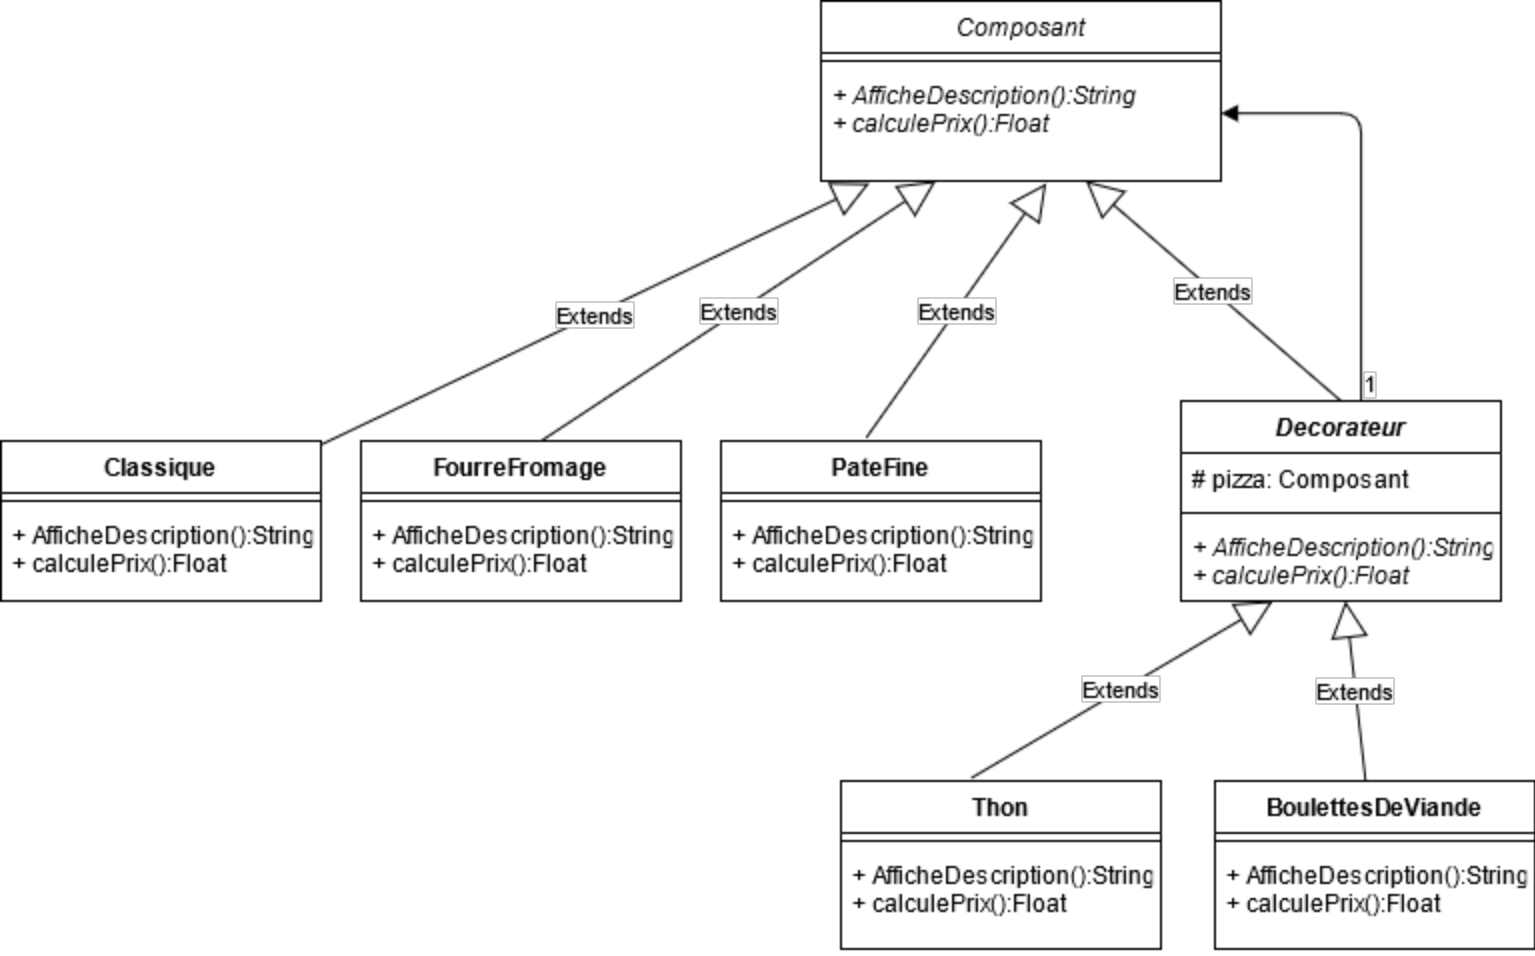 Composant
+ AfficheDescription():String
+ calculePrix():Float
Extends
Extends
Extends
Extends
1
Classique
+ AfficheDescription():String
+ calculePrix():Float
FourreFromage
+ AfficheDescription():String
+ calculePrix():Float
PateFine
+ AfficheDescription():String
+ calculePrix():Float
Decorateur
# pizza: Composant
+ AfficheDescription():String
+ calculePrix():Float
Extends
Extends
Thon
+ AfficheDescription():String
+ calculePrix():Float
BoulettesDeViande
+ AfficheDescription():String
+ calculePrix():Float